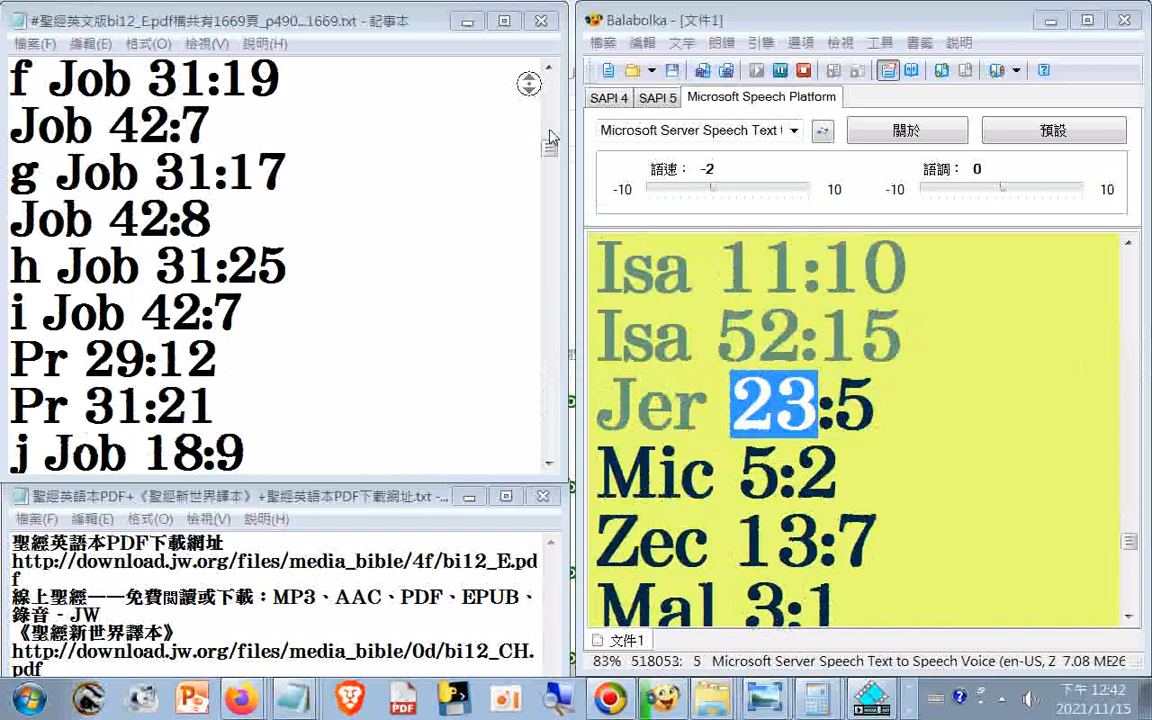 #聖經英文版bi12_E.pdf檔共有1669頁_p490...1669.txt - 記事本
檔案(F) 編輯(E) 格式(O) 檢視(V) 說明(H)
f Job 31:19
Job 42:7
g Job 31:17
Job 42:8
h Job 31:25
i Job 42:7
Pr 29:12
Pr 31:21
j Job 18:9
聖經英語本PDF+《聖經新世界譯本》+聖經英語本PDF下載網址.txt -...
檔案(F) 編輯(E) 格式(O) 檢視(V) 說明(H)
聖經英語本PDF下載網址
http://download.jw.org/files/media_bible/4f/bi12_E.pd
f
線上聖經——免費閱讀或下載：MP3、AAC、PDF、EPUB、
錄音 - JW
《聖經新世界譯本》
http://download.jw.org/files/media_bible/0d/bi12_CH.
pdf
Balabolka - [文件1]
檔案 編輯 文字 朗讀 引擎 選項 檢視 工具 書籤 說明
SAPI 4 SAPI 5 Microsoft Speech Platform
Microsoft Server Speech Text 關於 預設
語速： -2 語調： 0
-10 10 -10 10
Isa 11:10
Isa 52:15
Jer 23:5
Mic 5:2
Zec 13:7
Mal 3:1
文件1
83% 518053: 5 Microsoft Server Speech Text to Speech Voice (en-US, Z 7.08 ME26
PDF
下午 12:42
2021/11/15